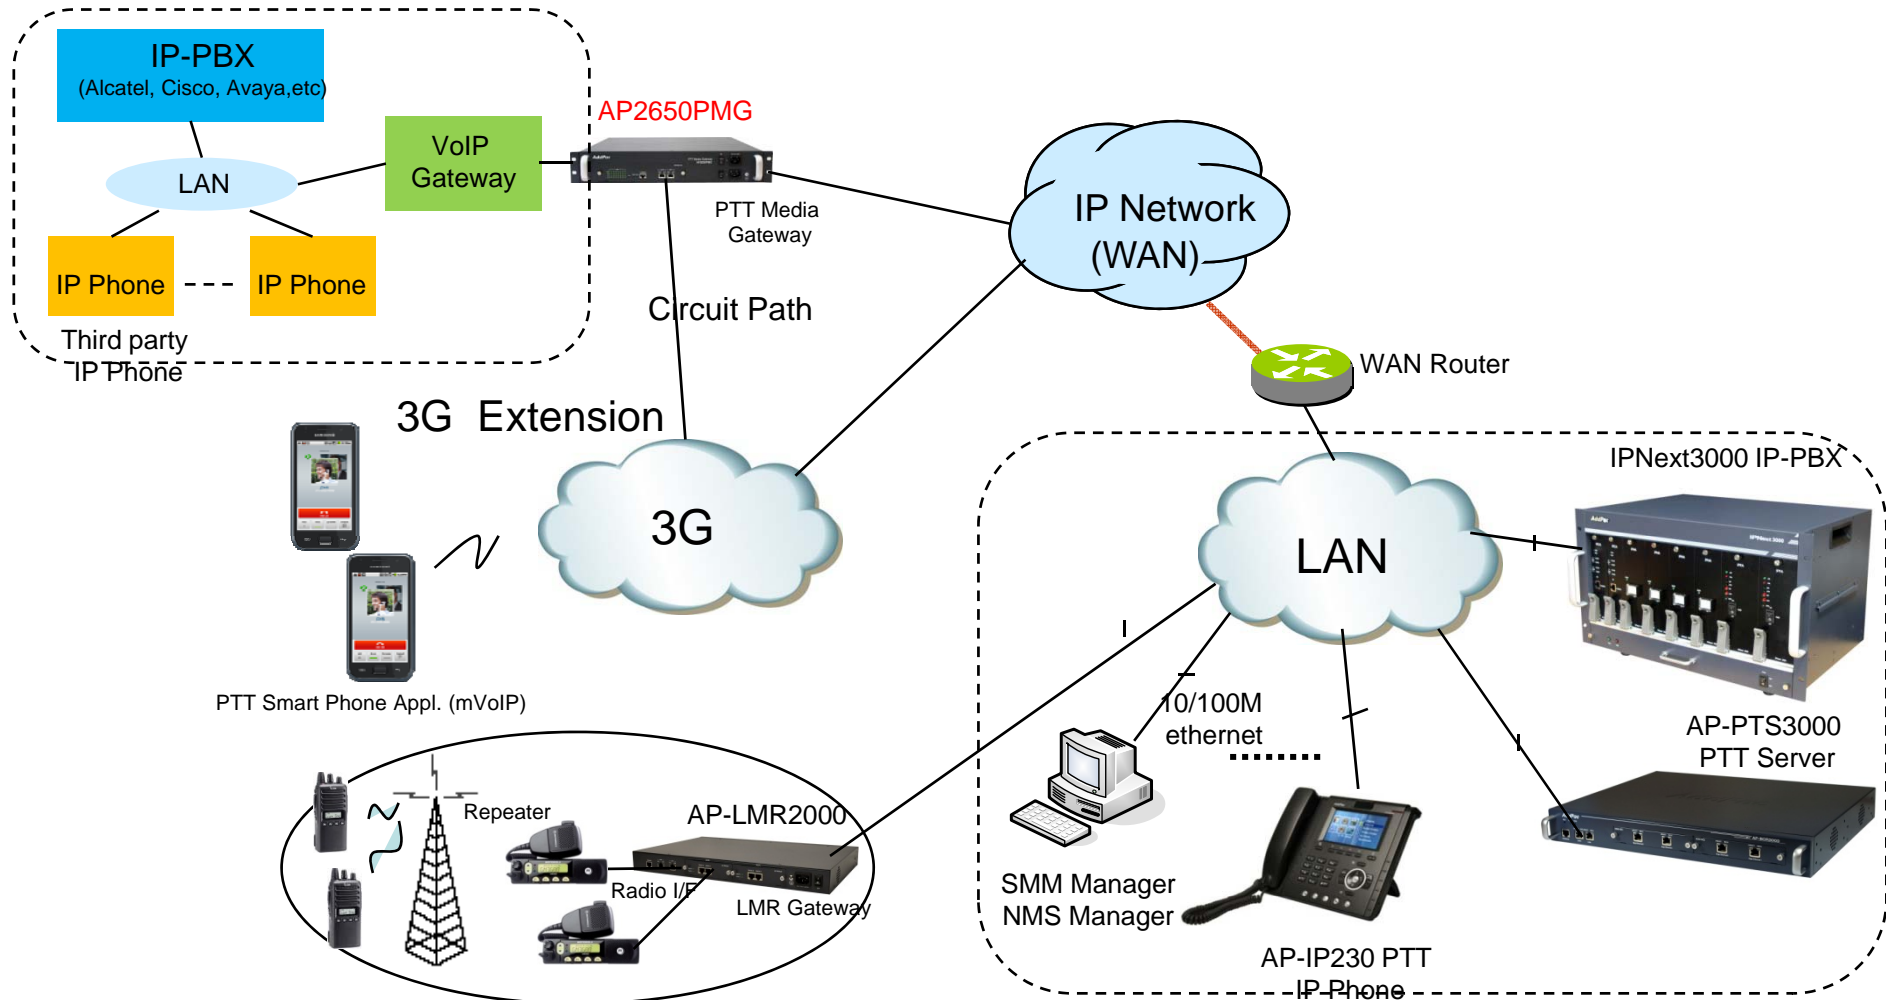 IP-PBX
(Alcatel, Cisco, Avaya,etc)
AP2650PMG
VoIP
Gateway
LAN
PTT Media
Gateway
IP Network
(WAN)
IP Phone
IP Phone
Circuit Path
Third party
IP Phone
WAN Router
3G Extension
IPNext3000 IP-PBX
3G
LAN
PTT Smart Phone Appl. (mVoIP)
10/100M
ethernet
AP-PTS3000
PTT Server
Repeater
AP-LMR2000
Radio I/F
LMR Gateway
SMM Manager
NMS Manager
AP-IP230 PTT
IP Phone